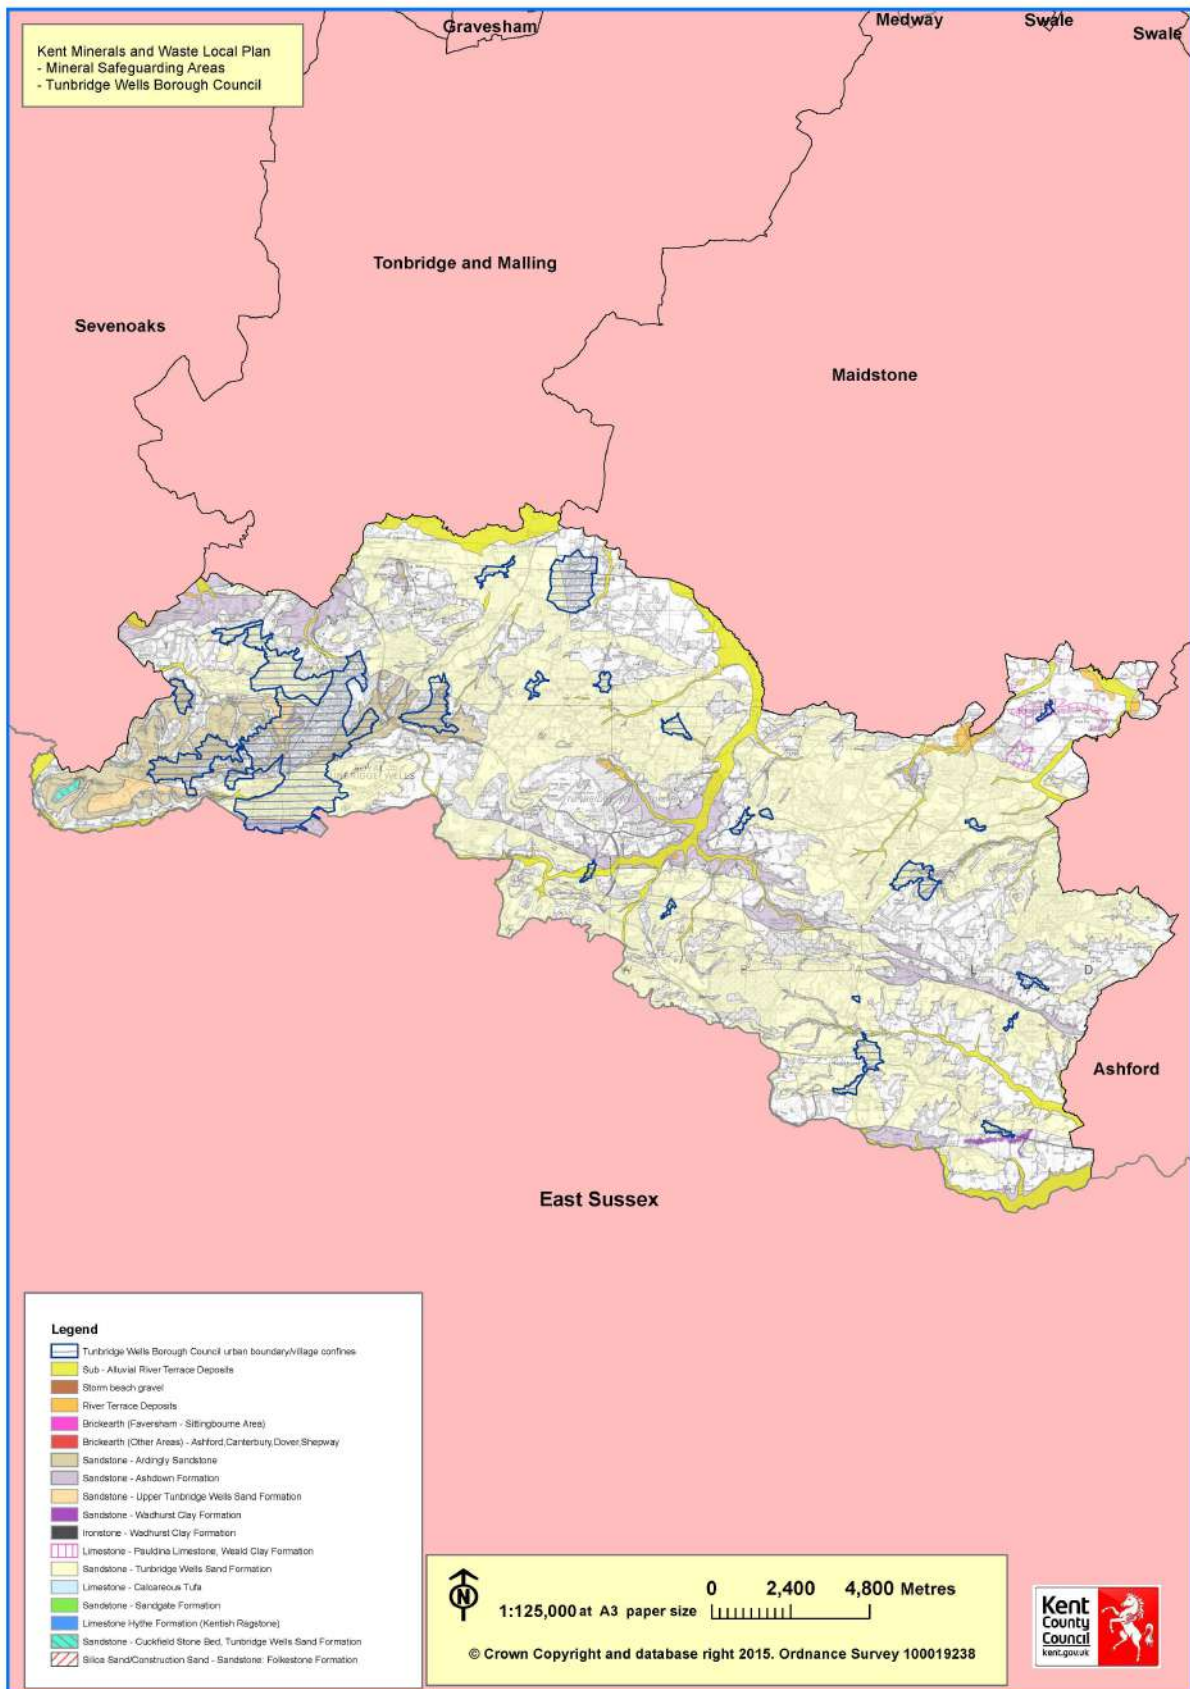 Kent Minerals and Waste Local Plan
- Mineral Safeguarding Areas
- Tunbridge Wells Borough Council
Gravesham
Medway
Swale
Swale
Tonbridge and Malling
Sevenoaks
Maidstone
Ashford
East Sussex
Legend
Tunbridge Wells Borough Council urban boundary/village confines
Sub - Alluvial River Terrace Deposits
Storm beach gravel
River Terrace Deposits
Brickearth (Faversham - Sittingbourne Area)
Brickearth (Other Areas) - Ashford,Canterbury,Dover,Shepway
Sandstone - Ardingly Sandstone
Sandstone - Ashdown Formation
Sandstone - Upper Tunbridge Wells Sand Formation
Sandstone - Wadhurst Clay Formation
Ironstone - Wadhurst Clay Formation
Limestone - Pauldina Limestone, Weald Clay Formation
Sandstone - Tunbridge Wells Sand Formation
Limestone - Calcareous Tufa
Sandstone - Sandgate Formation
Limestone Hythe Formation (Kentish Ragstone)
Sandstone - Cuckfield Stone Bed, Tunbridge Wells Sand Formation
Silica Sand/Construction Sand - Sandstone: Folkestone Formation
N
0 2,400 4,800 Metres
1:125,000 at A3 paper size
© Crown Copyright and database right 2015. Ordnance Survey 100019238
Kent
County
Council
kent.gov.uk